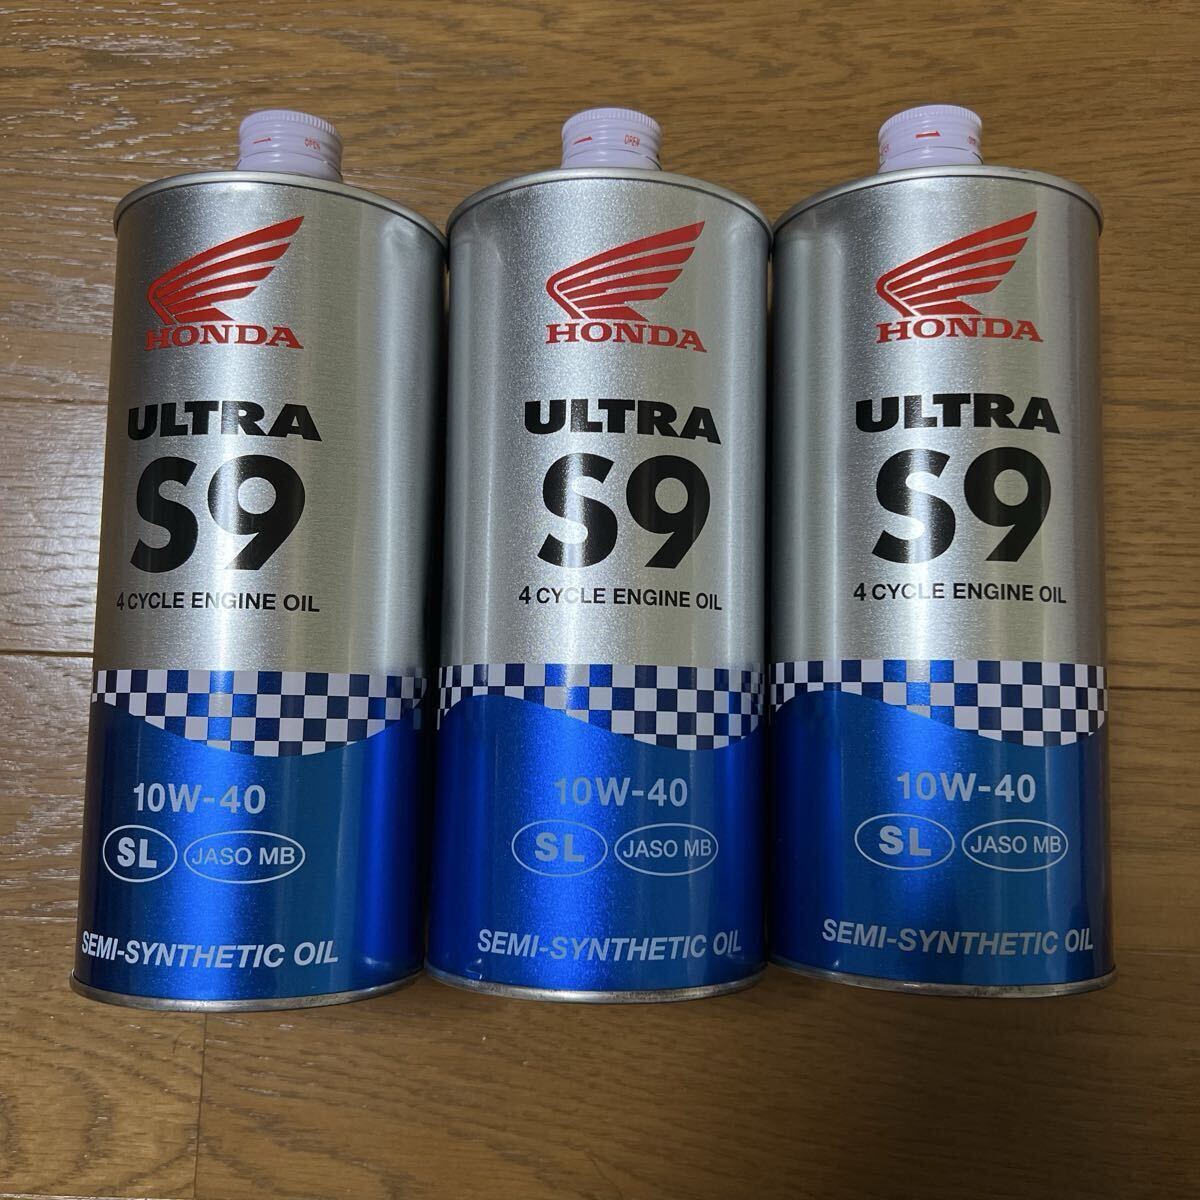 OPEN
HONDA
ULTRA
S9
4 CYCLE ENGINE OIL
10W-40
SL JASO MB
SEMI-SYNTHETIC OIL
OPEN
HONDA
ULTRA
S9
4 CYCLE ENGINE OIL
10W-40
SL JASO MB
SEMI-SYNTHETIC OIL
HONDA
ULTRA
S9
4 CYCLE ENGINE OIL
10W-40
SL JASO MB
SEMI-SYNTHETIC OIL